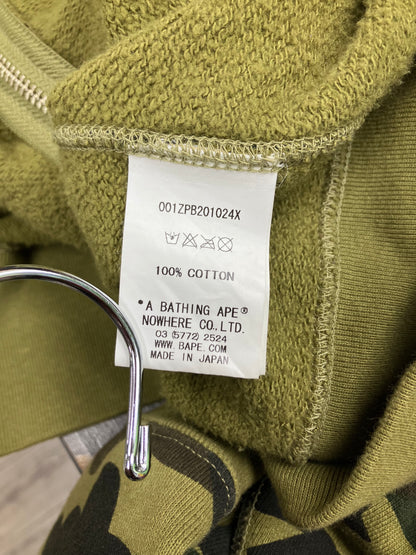 001ZPB201024X
100% COTTON
*A BATHING APE®
NOWHERE CO.,LTD.
03 (5772) 2524
WWW.BAPE.COM
MADE IN JAPAN